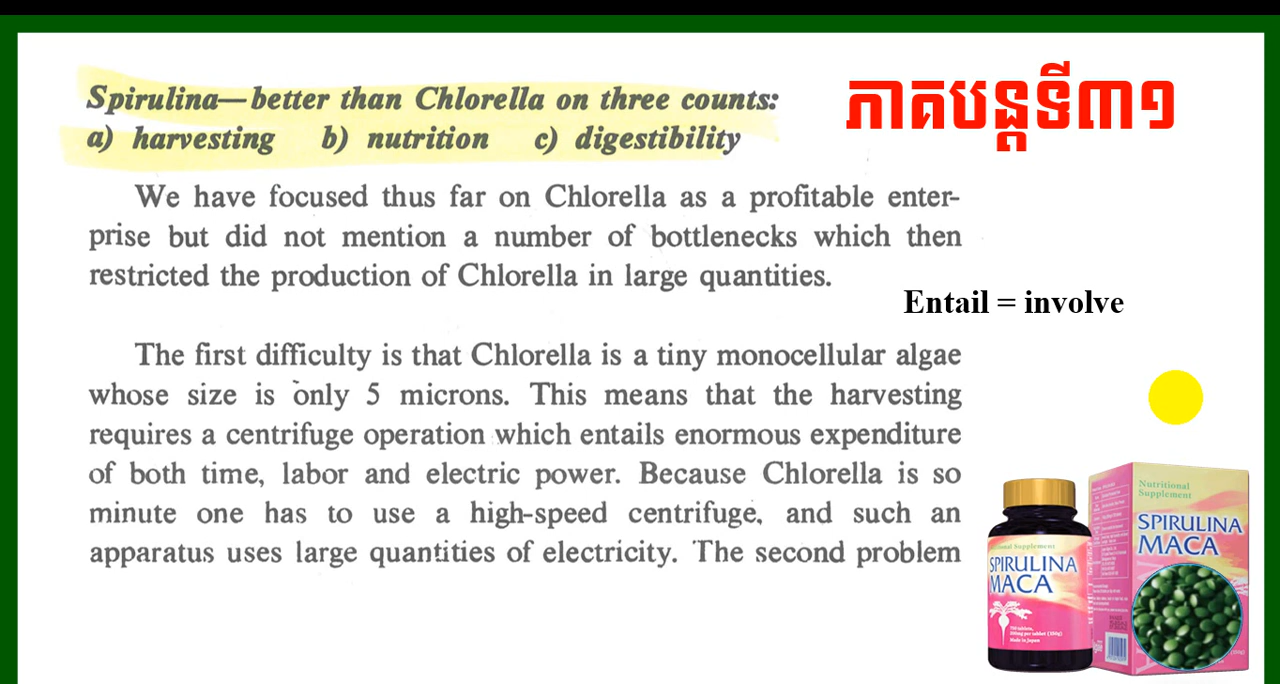 Spirulina—better than Chlorella on three counts:
a) harvesting b) nutrition c) digestibility
ភាគបន្តទី៣១
We have focused thus far on Chlorella as a profitable enter-
prise but did not mention a number of bottlenecks which then
restricted the production of Chlorella in large quantities.
Entail = involve
The first difficulty is that Chlorella is a tiny monocellular algae
whose size is only 5 microns. This means that the harvesting
requires a centrifuge operation which entails enormous expenditure
of both time, labor and electric power. Because Chlorella is so
minute one has to use a high-speed centrifuge, and such an
apparatus uses large quantities of electricity. The second problem
Nutritional Supplement
SPIRULINA
MACA
Made in Japan
Nutritional
Supplement
SPIRULINA
MACA